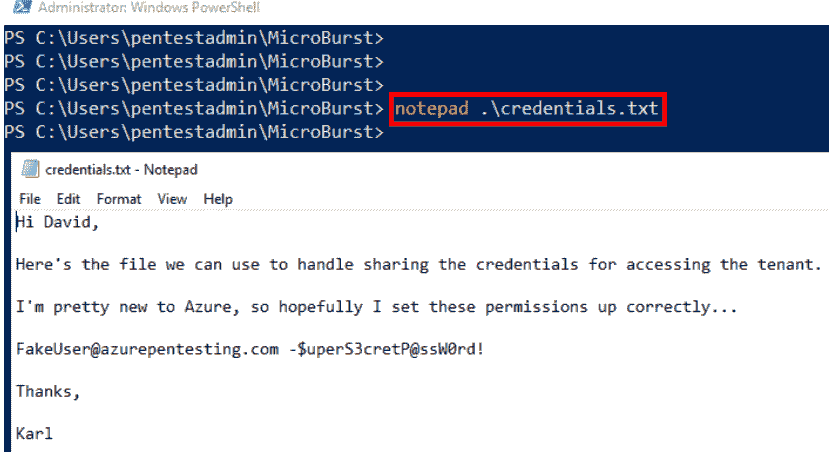 Administrator: Windows PowerShell
PS C:\Users\pentestadmin\MicroBurst>
PS C:\Users\pentestadmin\MicroBurst>
PS C:\Users\pentestadmin\MicroBurst>
PS C:\Users\pentestadmin\MicroBurst> notepad .\credentials.txt
PS C:\Users\pentestadmin\MicroBurst>
credentials.txt - Notepad
File Edit Format View Help
Hi David,
Here's the file we can use to handle sharing the credentials for accessing the tenant.
I'm pretty new to Azure, so hopefully I set these permissions up correctly...
FakeUser@azurepentesting.com -$uperS3cretP@ssW0rd!
Thanks,
Karl